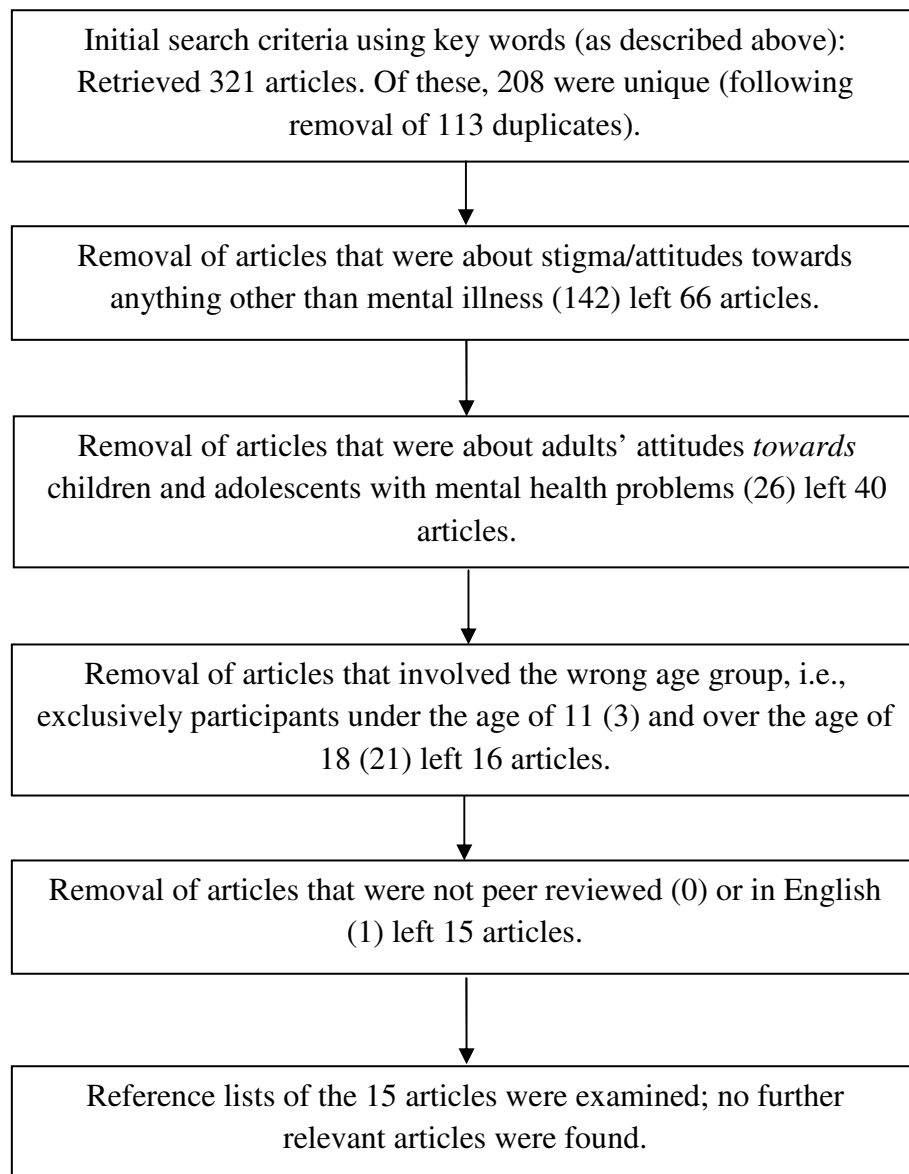 Initial search criteria using key words (as described above):
Retrieved 321 articles. Of these, 208 were unique (following
removal of 113 duplicates).
Removal of articles that were about stigma/attitudes towards
anything other than mental illness (142) left 66 articles.
Removal of articles that were about adults’ attitudes towards
children and adolescents with mental health problems (26) left 40
articles.
Removal of articles that involved the wrong age group, i.e.,
exclusively participants under the age of 11 (3) and over the age of
18 (21) left 16 articles.
Removal of articles that were not peer reviewed (0) or in English
(1) left 15 articles.
Reference lists of the 15 articles were examined; no further
relevant articles were found.